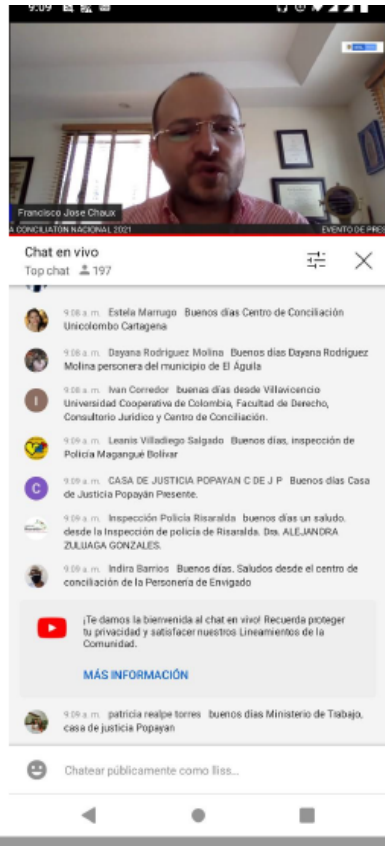 9:09
Francisco Jose Chaux
A CONCILIATÓN NACIONAL 2021
EVENTO DE PRES
Chat en vivo
Top chat 197
9:08 a. m. Estela Marrugo Buenos días Centro de Conciliación
Unicolombo Cartagena
9:08 a. m. Dayana Rodríguez Molina Buenos días Dayana Rodríguez
Molina personera del municipio de El Águila
9:08 a. m. Ivan Corredor buenas días desde Villavicencio
Universidad Cooperativa de Colombia, Facultad de Derecho,
Consultorio Jurídico y Centro de Conciliación.
9:09 a. m. Leanis Villadiego Salgado Buenos días, inspección de
Policía Magangué Bolívar
9:09 a. m. CASA DE JUSTICIA POPAYAN C DE J P Buenos días Casa
de Justicia Popayán Presente.
9:09 a. m. Inspección Policía Risaralda buenos días un saludo.
desde la Inspección de policía de Risaralda. Dra. ALEJANDRA
ZULUAGA GONZALES.
9:09 a. m. Indira Barrios Buenos días. Saludos desde el centro de
conciliación de la Personería de Envigado
¡Te damos la bienvenida al chat en vivo! Recuerda proteger
tu privacidad y satisfacer nuestros Lineamientos de la
Comunidad.
MÁS INFORMACIÓN
9:09 a. m. patricia realpe torres buenos días Ministerio de Trabajo,
casa de justicia Popayan
Chatear públicamente como lliss...